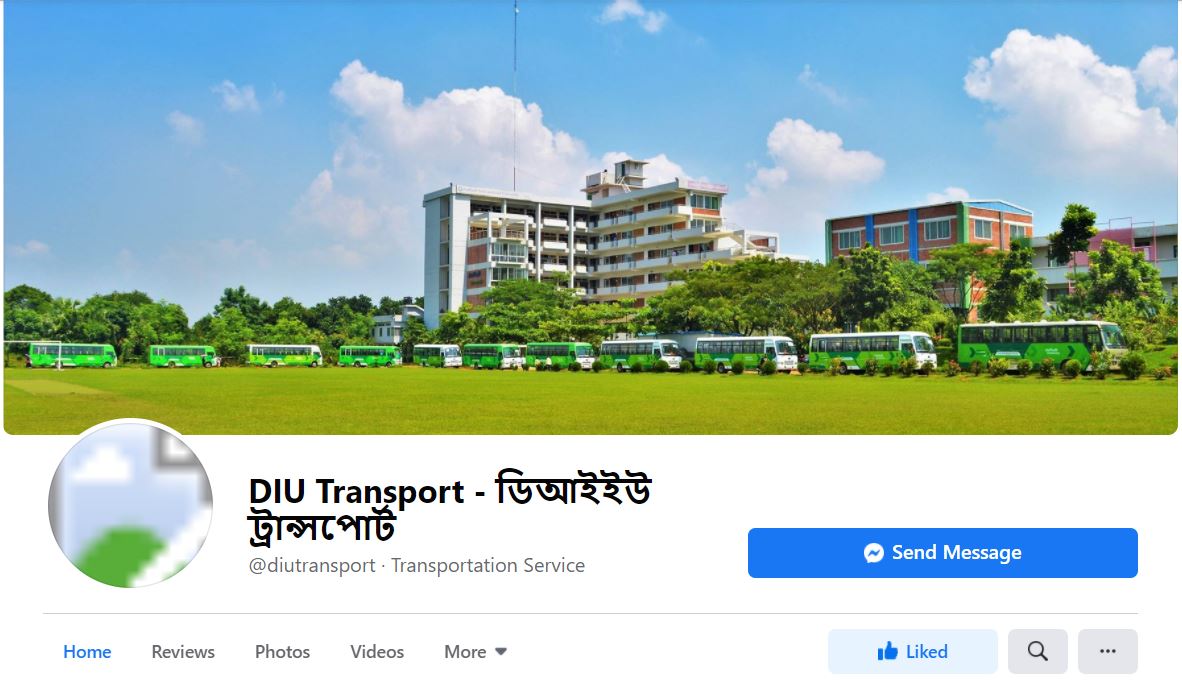 DIU Transport - ডিআইইউ
ট্রান্সপোর্ট
@diutransport · Transportation Service
Send Message
Home Reviews Photos Videos More
Liked